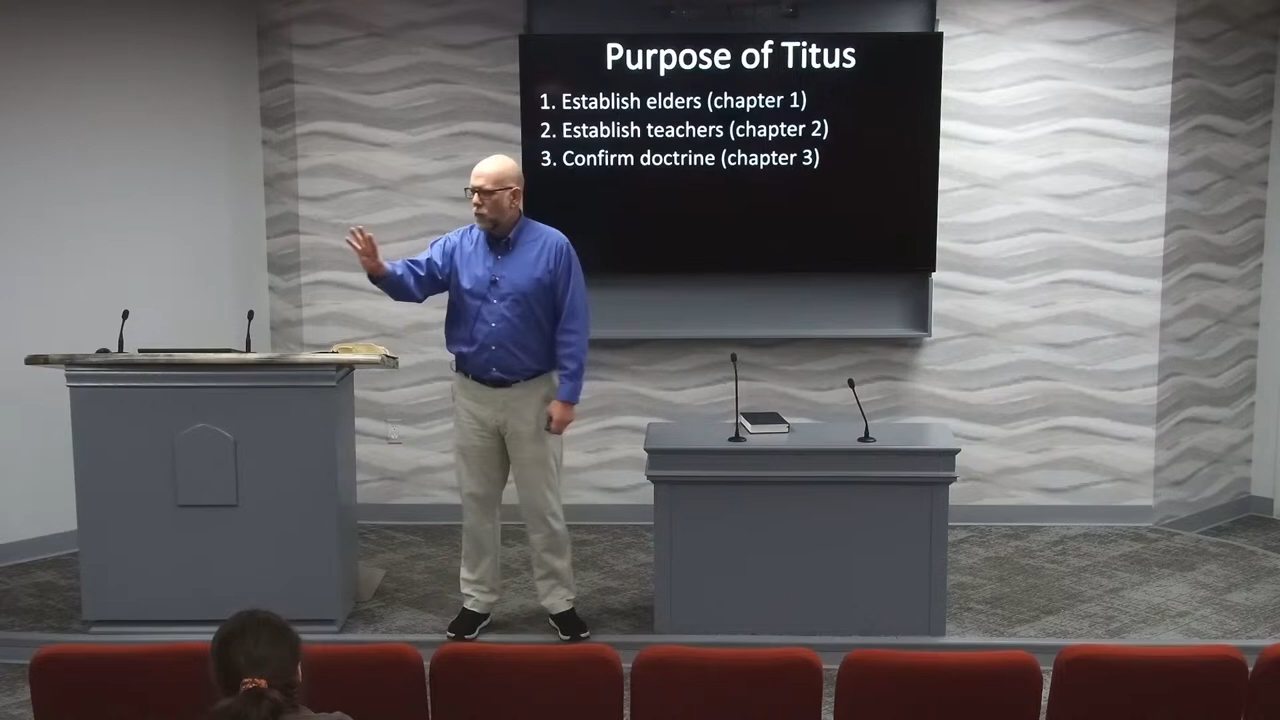 Purpose of Titus
1. Establish elders (chapter 1)
2. Establish teachers (chapter 2)
3. Confirm doctrine (chapter 3)